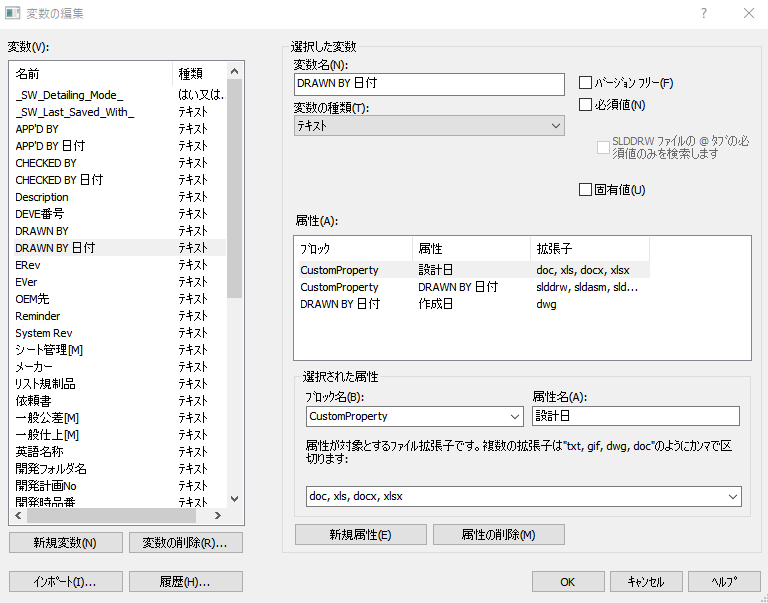 変数の編集
変数(V):
名前 種類
_SW_Detailing_Mode_ はい又は...
_SW_Last_Saved_With_ テキスト
APP'D BY テキスト
APP'D BY 日付 テキスト
CHECKED BY テキスト
CHECKED BY 日付 テキスト
Description テキスト
DEVE番号 テキスト
DRAWN BY テキスト
DRAWN BY 日付 テキスト
ERev テキスト
EVer テキスト
OEM先 テキスト
Reminder テキスト
System Rev テキスト
シート管理[M] テキスト
メーカー テキスト
リスト規制品 テキスト
依頼書 テキスト
一般公差[M] テキスト
一般仕上[M] テキスト
英語名称 テキスト
開発フォルダ名 テキスト
開発計画No テキスト
開発時品番 テキスト
新規変数(N) 変数の削除(R)...
インポート(I)... 履歴(H)...
選択した変数
変数名(N):
DRAWN BY 日付
変数の種類(T):
テキスト
バージョン フリー(F)
必須値(N)
SLDDRW ファイルの @ タブの必
須値のみを検索します
固有値(U)
属性(A):
ブロック 属性 拡張子
CustomProperty 設計日 doc, xls, docx, xlsx
CustomProperty DRAWN BY 日付 slddrw, sldasm, sld...
DRAWN BY 日付 作成日 dwg
選択された属性
ブロック名(B): 属性名(A):
CustomProperty 設計日
属性が対象とするファイル拡張子です。複数の拡張子は"txt, gif, dwg, doc"のようにカンマで区
切ります:
doc, xls, docx, xlsx
新規属性(E) 属性の削除(M)
OK キャンセル ヘルプ